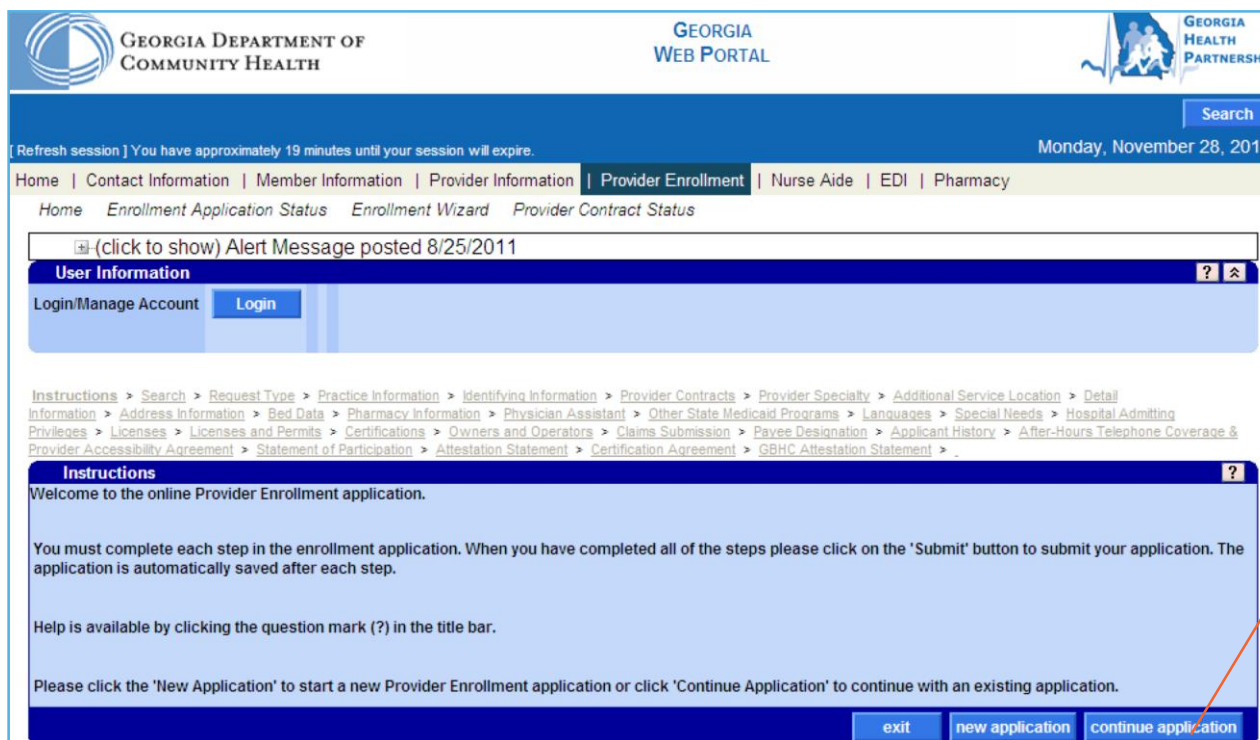 GEORGIA DEPARTMENT OF
COMMUNITY HEALTH
GEORGIA
WEB PORTAL
GEORGIA
HEALTH
PARTNERSH
Search
[ Refresh session ] You have approximately 19 minutes until your session will expire.
Monday, November 28, 201
Home | Contact Information | Member Information | Provider Information | Provider Enrollment | Nurse Aide | EDI | Pharmacy
Home Enrollment Application Status Enrollment Wizard Provider Contract Status
(click to show) Alert Message posted 8/25/2011
User Information ?
Login/Manage Account Login
Instructions > Search > Request Type > Practice Information > Identifying Information > Provider Contracts > Provider Specialty > Additional Service Location > Detail
Information > Address Information > Bed Data > Pharmacy Information > Physician Assistant > Other State Medicaid Programs > Languages > Special Needs > Hospital Admitting
Privileges > Licenses > Licenses and Permits > Certifications > Owners and Operators > Claims Submission > Payee Designation > Applicant History > After-Hours Telephone Coverage &
Provider Accessibility Agreement > Statement of Participation > Attestation Statement > Certification Agreement > GBHC Attestation Statement >
Instructions ?
Welcome to the online Provider Enrollment application.
You must complete each step in the enrollment application. When you have completed all of the steps please click on the 'Submit' button to submit your application. The
application is automatically saved after each step.
Help is available by clicking the question mark (?) in the title bar.
Please click the 'New Application' to start a new Provider Enrollment application or click 'Continue Application' to continue with an existing application.
exit new application continue application